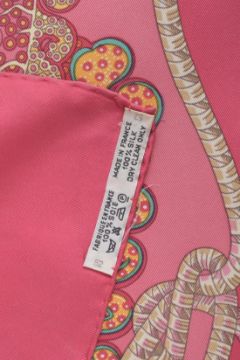 MADE IN FRANCE
100% SILK
DRY CLEAN ONLY
FABRIQUE EN FRANCE
100% SOIE